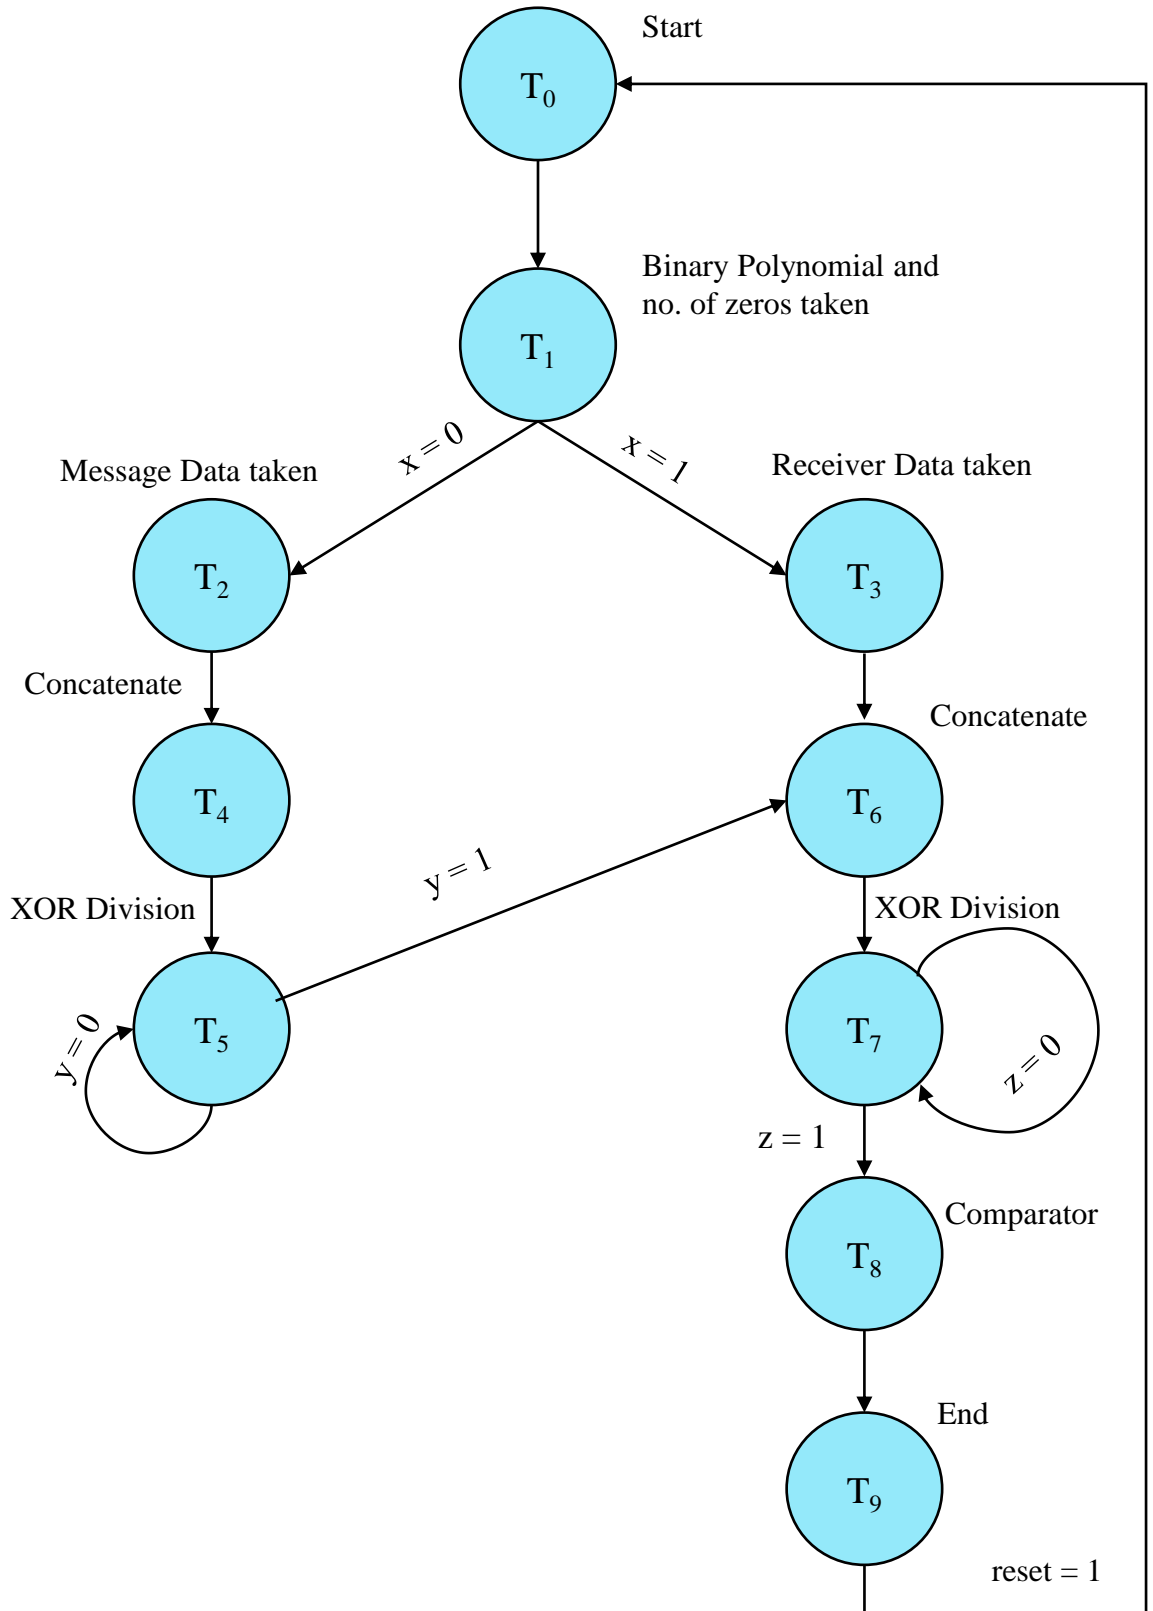 Start
T₀
Binary Polynomial and
no. of zeros taken
T₁
x = 0
x = 1
Message Data taken
Receiver Data taken
T₂
T₃
Concatenate
Concatenate
T₄
T₆
y = 1
XOR Division
XOR Division
T₅
T₇
y = 0
z = 0
z = 1
Comparator
T₈
End
T₉
reset = 1